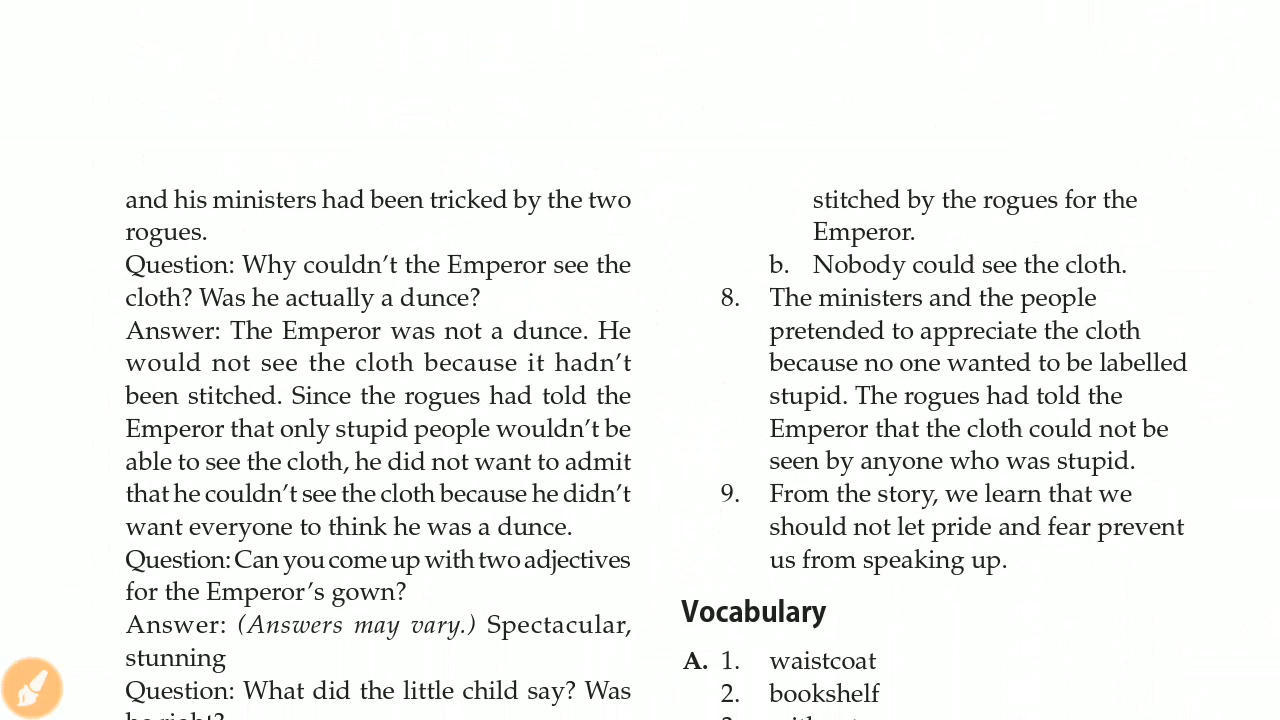 and his ministers had been tricked by the two
rogues.
Question: Why couldn't the Emperor see the
cloth? Was he actually a dunce?
Answer: The Emperor was not a dunce. He
would not see the cloth because it hadn't
been stitched. Since the rogues had told the
Emperor that only stupid people wouldn't be
able to see the cloth, he did not want to admit
that he couldn't see the cloth because he didn't
want everyone to think he was a dunce.
Question: Can you come up with two adjectives
for the Emperor's gown?
Answer: (Answers may vary.) Spectacular,
stunning
Question: What did the little child say? Was
he right?
stitched by the rogues for the
Emperor.
b. Nobody could see the cloth.
8. The ministers and the people
pretended to appreciate the cloth
because no one wanted to be labelled
stupid. The rogues had told the
Emperor that the cloth could not be
seen by anyone who was stupid.
9. From the story, we learn that we
should not let pride and fear prevent
us from speaking up.
Vocabulary
A. 1. waistcoat
2. bookshelf